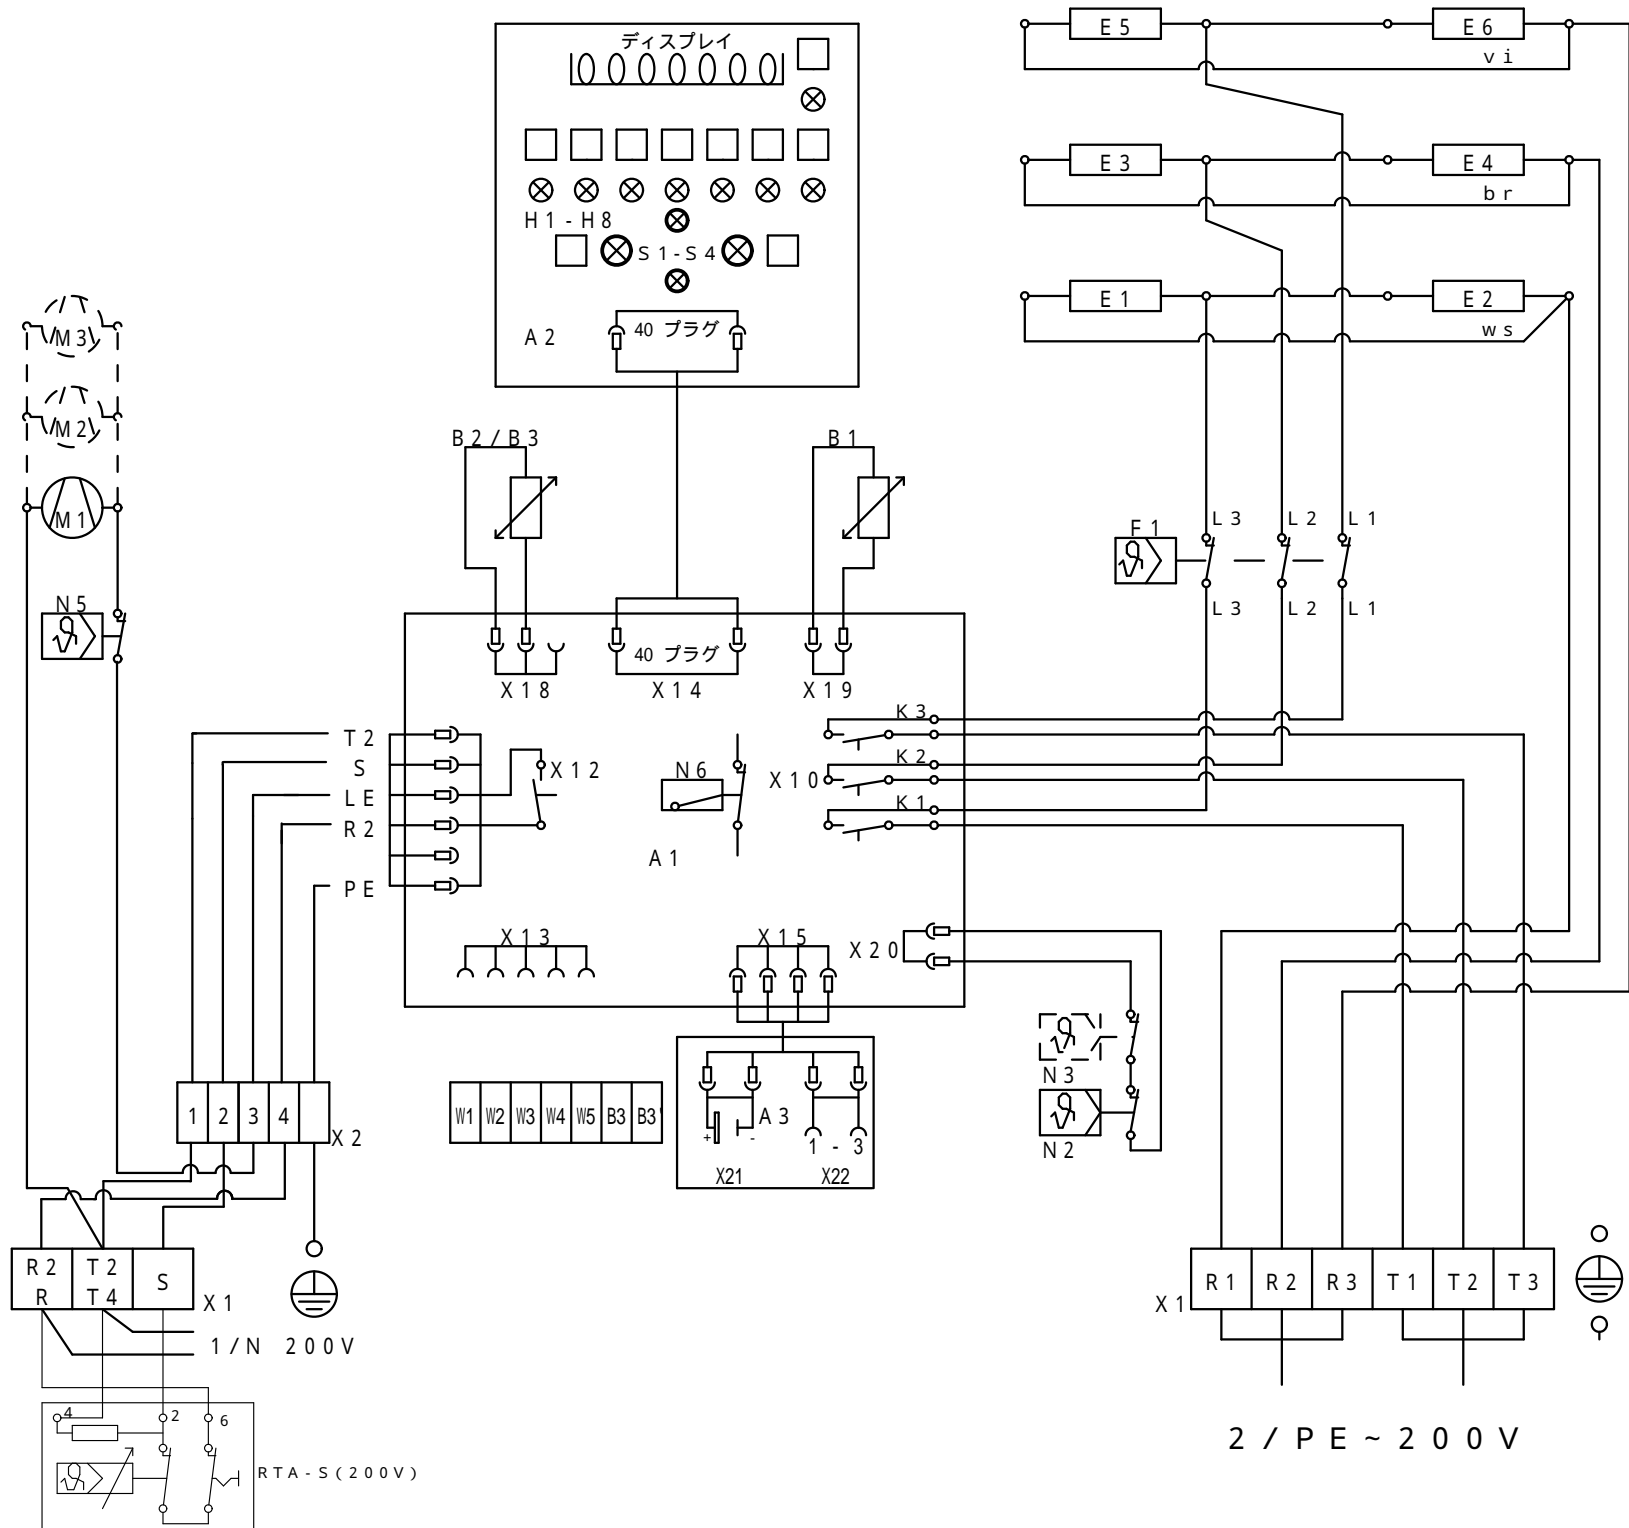 ディスプレイ
E5
E6
vi
E3
E4
br
H1-H8
S1-S4
E1
E2
ws
A2
40 プラグ
M3
M2
M1
B2/B3
B1
F1
L3
L2
L1
N5
L3
L2
L1
40 プラグ
X18
X14
X19
T2
S
LE
R2
PE
X12
N6
A1
X10
K3
K2
K1
X13
X15
X20
1
2
3
4
X2
W1
W2
W3
W4
W5
B3
B3'
A3
+
-
1 - 3
X21
X22
N3
N2
R2
R
T2
T4
S
X1
1/N 200V
X1
R1
R2
R3
T1
T2
T3
4
2
6
RTA-S(200V)
2/PE~200V